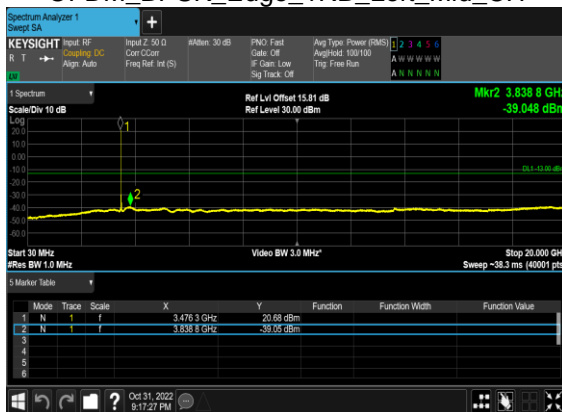 Spectrum Analyzer 1
Swept SA
+
KEYSIGHT
R T
LU
Input: RF
Coupling: DC
Align: Auto
Input Z: 50 Ω
Corr CCorr
Freq Ref: Int (S)
#Atten: 30 dB
PNO: Fast
Gate: Off
IF Gain: Low
Sig Track: Off
Avg Type: Power (RMS)
Avg|Hold: 100/100
Trig: Free Run
1 2 3 4 5 6
A W W W W W
A N N N N N
1 Spectrum
Scale/Div 10 dB
Ref Lvl Offset 15.81 dB
Ref Level 30.00 dBm
Mkr2 3.838 8 GHz
-39.048 dBm
Log
20.0
10.0
0.00
-10.0
-20.0
-30.0
-40.0
-50.0
-60.0
1
2
DL1 -13.00 dB
Start 30 MHz
#Res BW 1.0 MHz
Video BW 3.0 MHz*
Stop 20.000 GH
Sweep ~38.3 ms (40001 pts
5 Marker Table
Mode Trace Scale X Y Function Function Width Function Value
1 N 1 f 3.476 3 GHz 20.68 dBm
2 N 1 f 3.838 8 GHz -39.05 dBm
3
4
5
6
?
Oct 31, 2022
9:17:27 PM